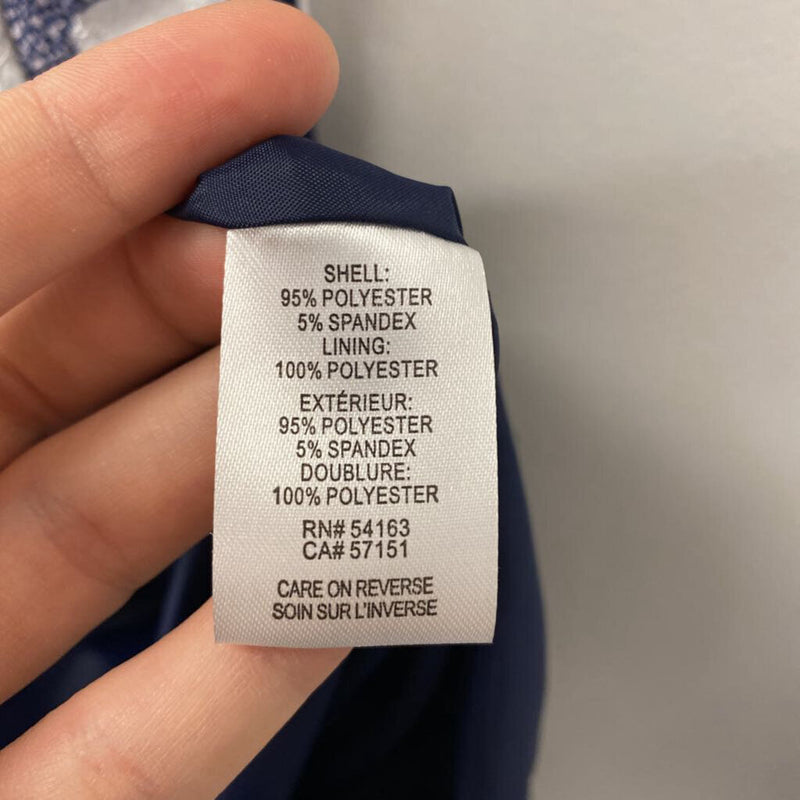 SHELL:
95% POLYESTER
5% SPANDEX
LINING:
100% POLYESTER
EXTÉRIEUR:
95% POLYESTER
5% SPANDEX
DOUBLURE:
100% POLYESTER
RN# 54163
CA# 57151
CARE ON REVERSE
SOIN SUR L'INVERSE